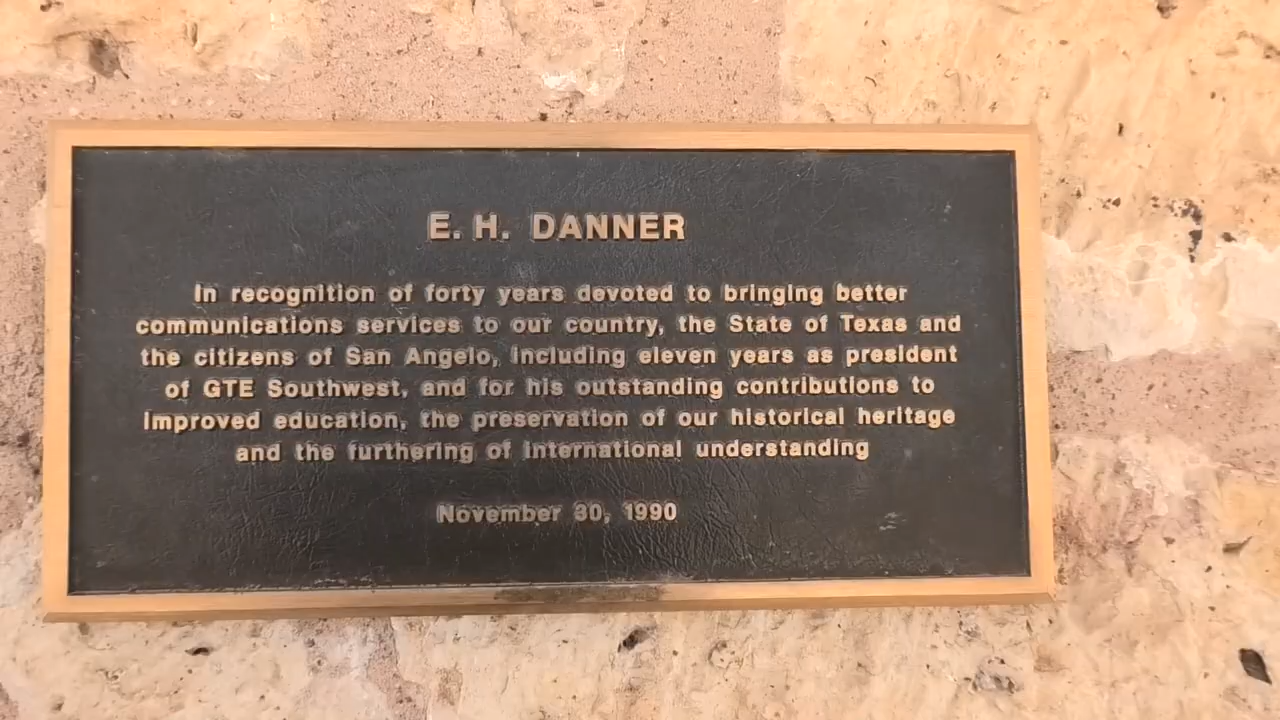 E. H. DANNER
In recognition of forty years devoted to bringing better
communications services to our country, the State of Texas and
the citizens of San Angelo, including eleven years as president
of GTE Southwest, and for his outstanding contributions to
improved education, the preservation of our historical heritage
and the furthering of international understanding
November 30, 1990